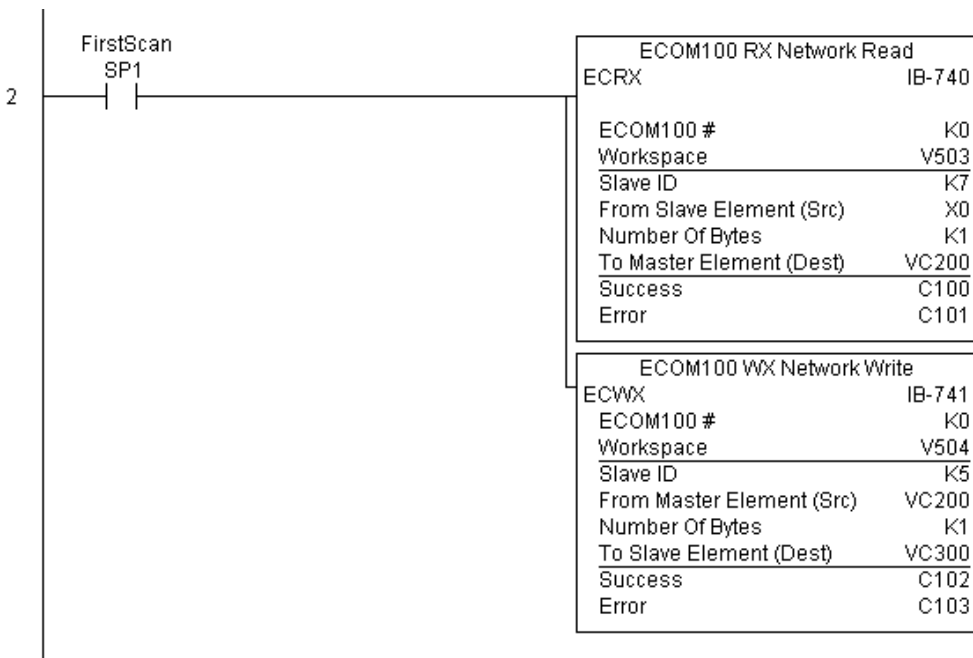 FirstScan
SP1
2
ECOM100 RX Network Read
ECRX IB-740
ECOM100 # K0
Workspace V503
Slave ID K7
From Slave Element (Src) X0
Number Of Bytes K1
To Master Element (Dest) VC200
Success C100
Error C101
ECOM100 WX Network Write
ECWX IB-741
ECOM100 # K0
Workspace V504
Slave ID K5
From Master Element (Src) VC200
Number Of Bytes K1
To Slave Element (Dest) VC300
Success C102
Error C103